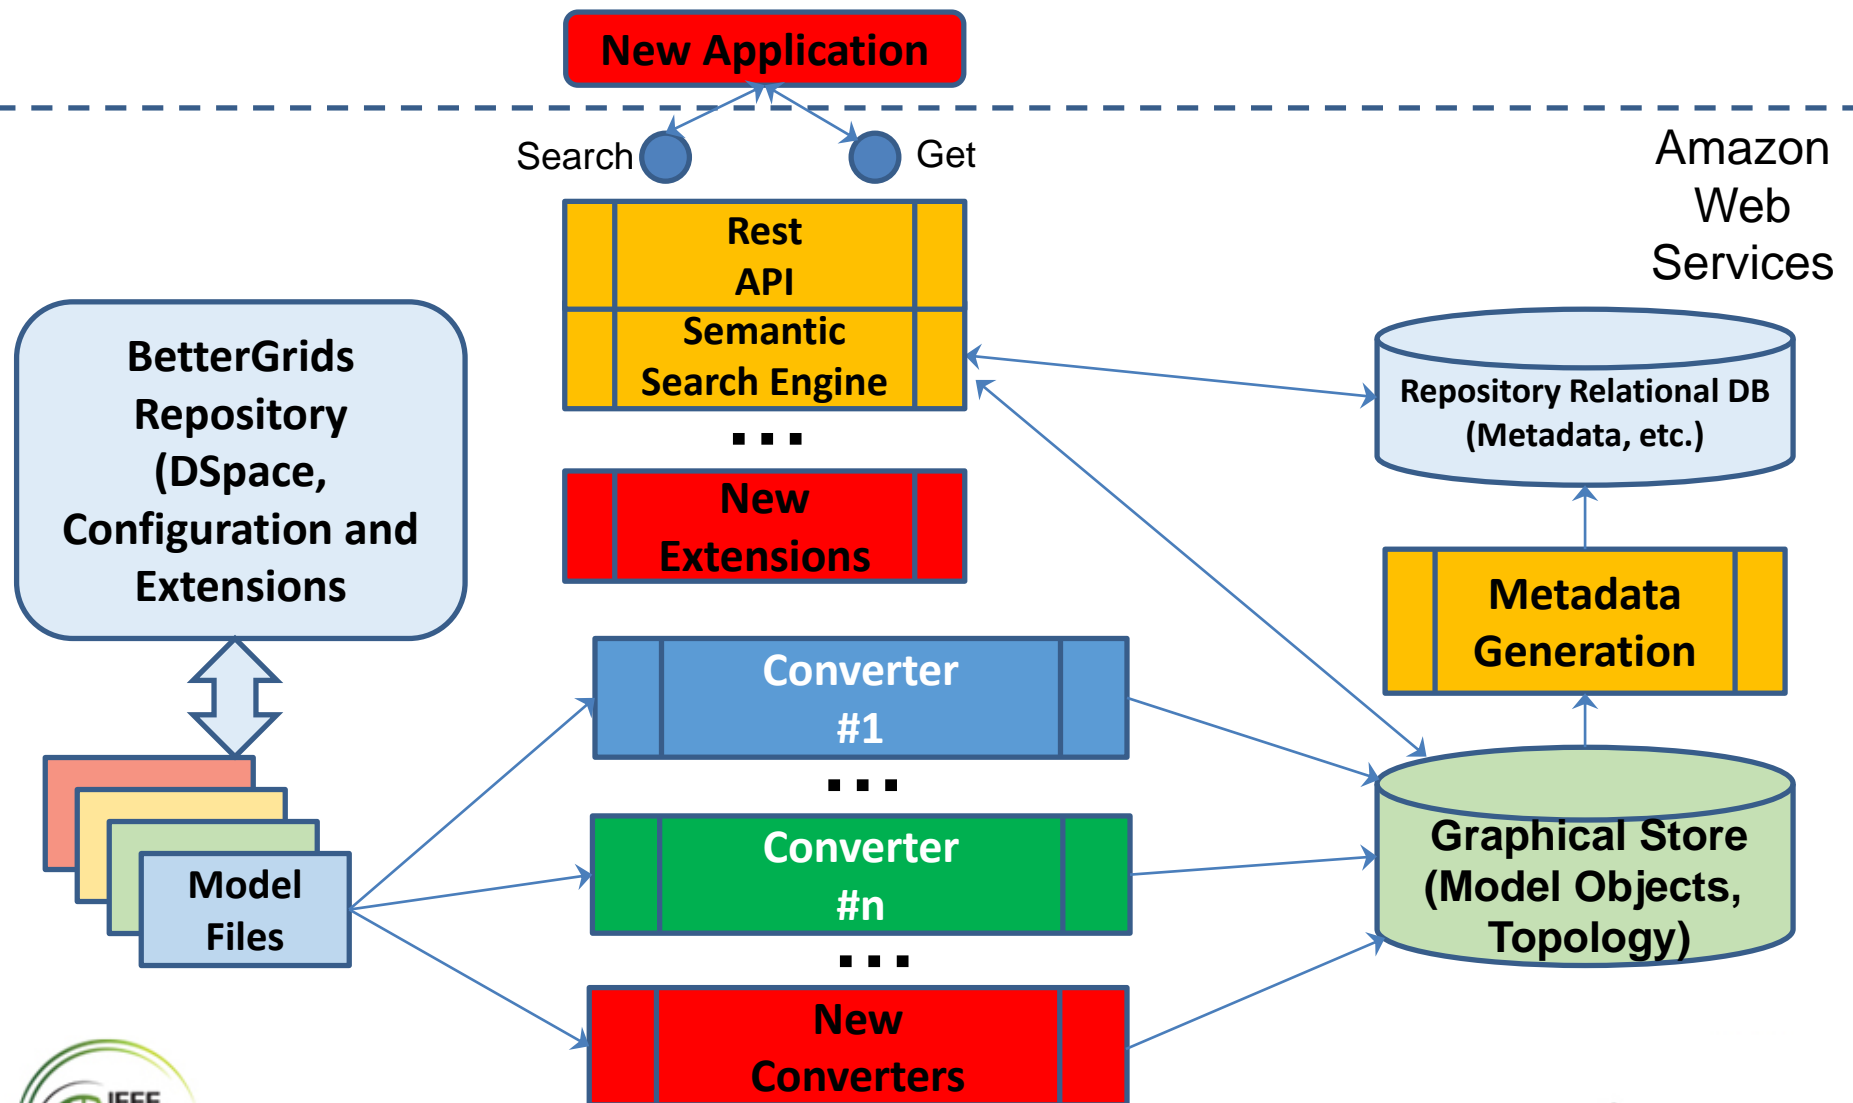 New Application
Search
Get
Amazon
Web
Services
Rest
API
Semantic
Search Engine
...
New
Extensions
BetterGrids
Repository
(DSpace,
Configuration and
Extensions
Repository Relational DB
(Metadata, etc.)
Metadata
Generation
Converter
#1
...
Converter
#n
...
New
Converters
Model
Files
Graphical Store
(Model Objects,
Topology)
IEEE